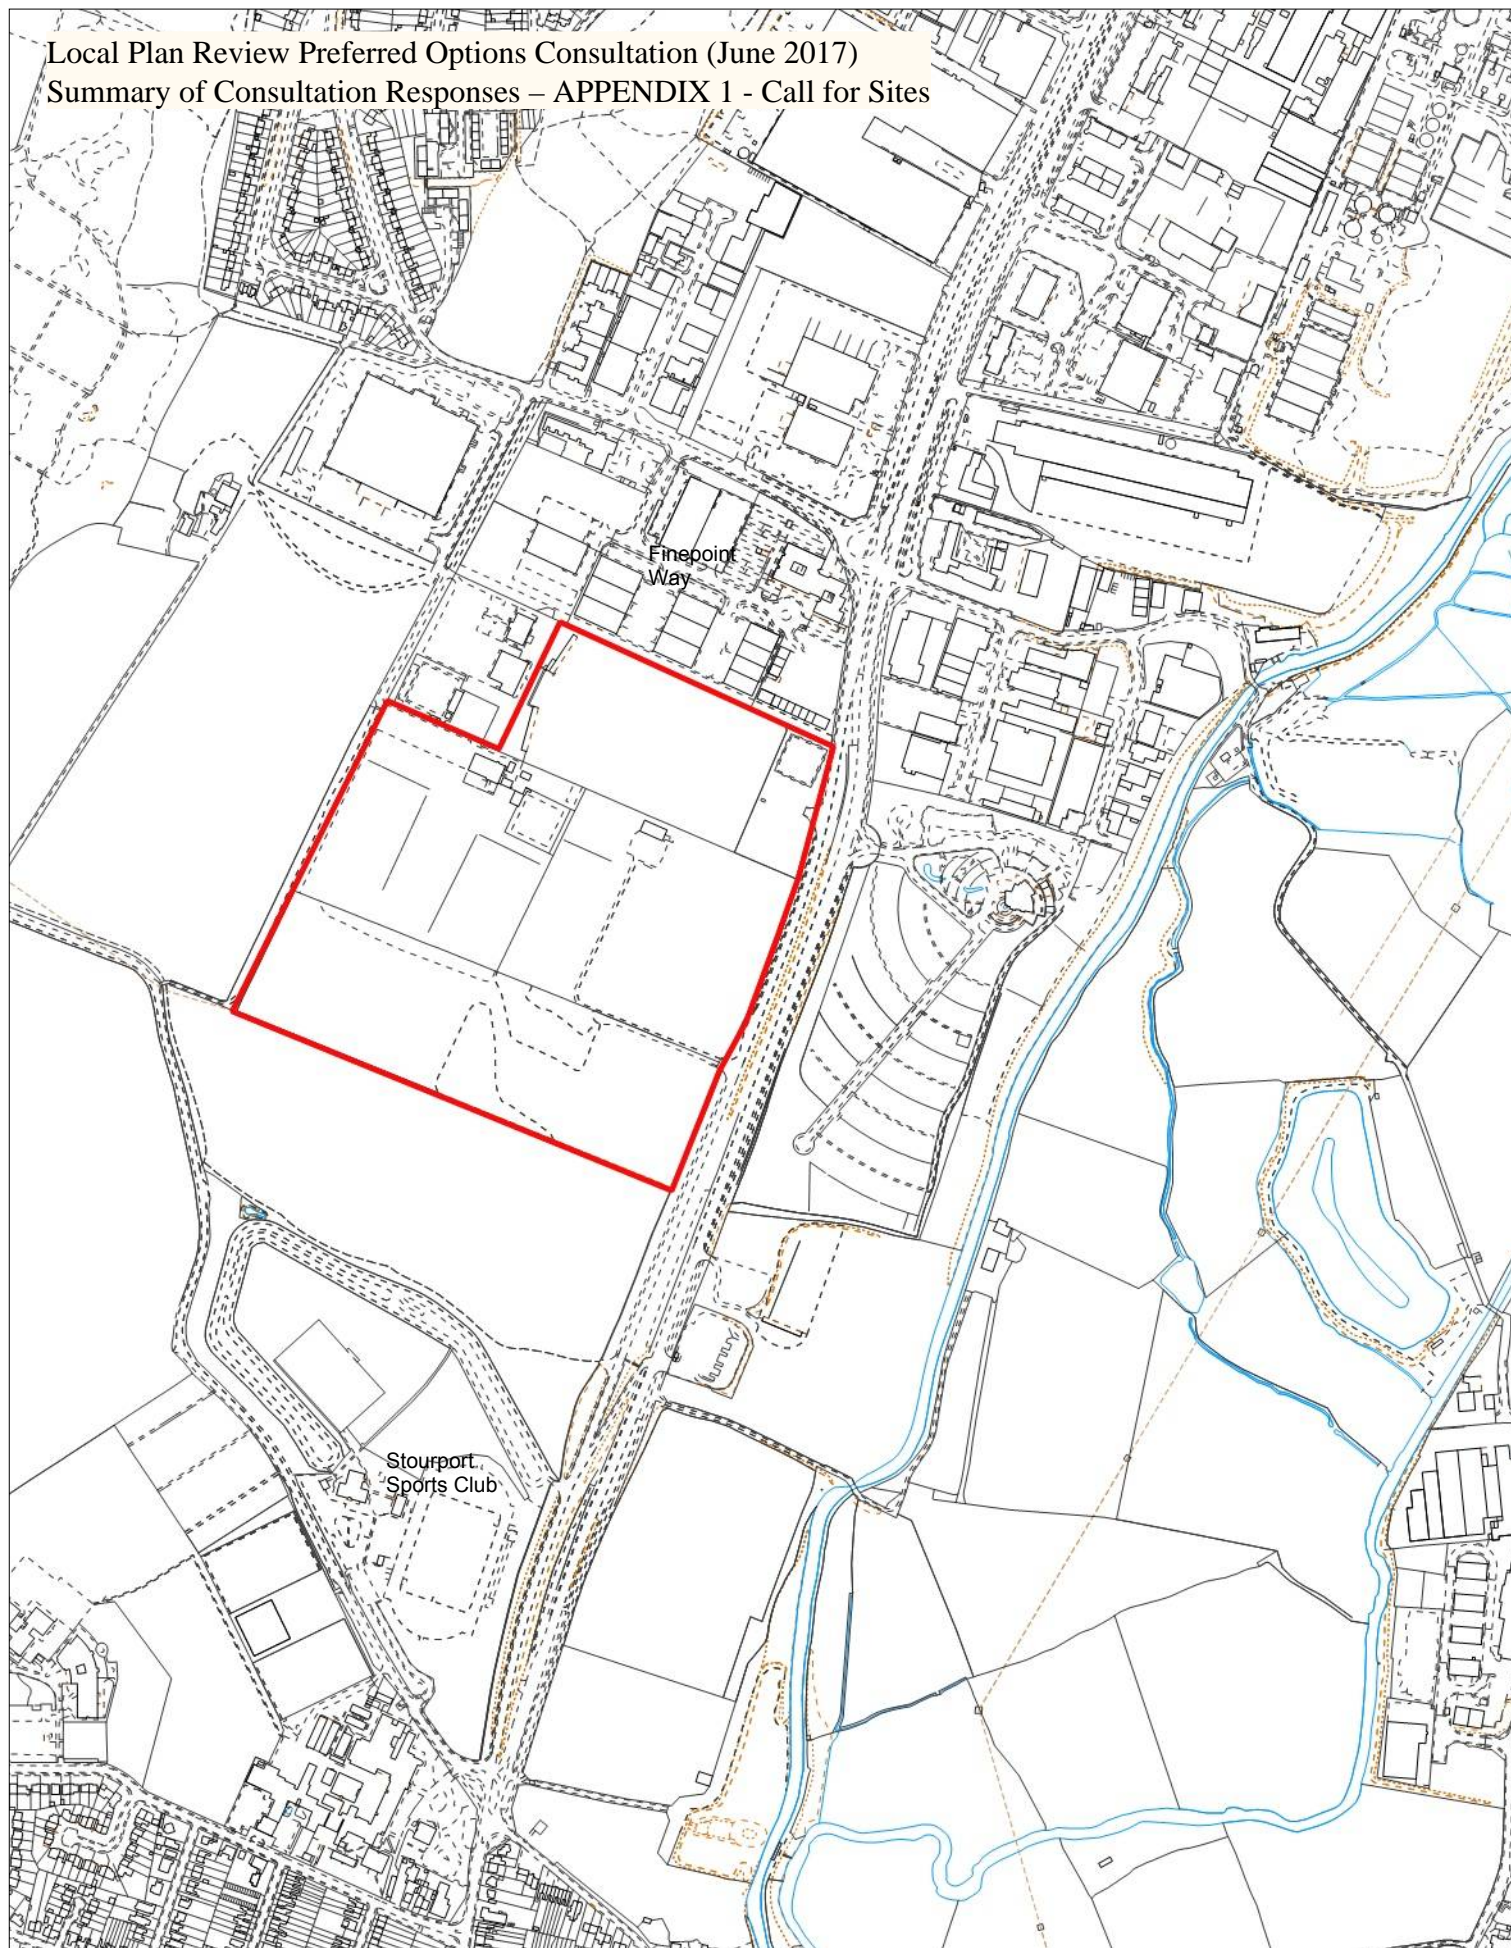 Local Plan Review Preferred Options Consultation (June 2017)
Summary of Consultation Responses – APPENDIX 1 - Call for Sites
Finepoint
Way
Stourport
Sports Club